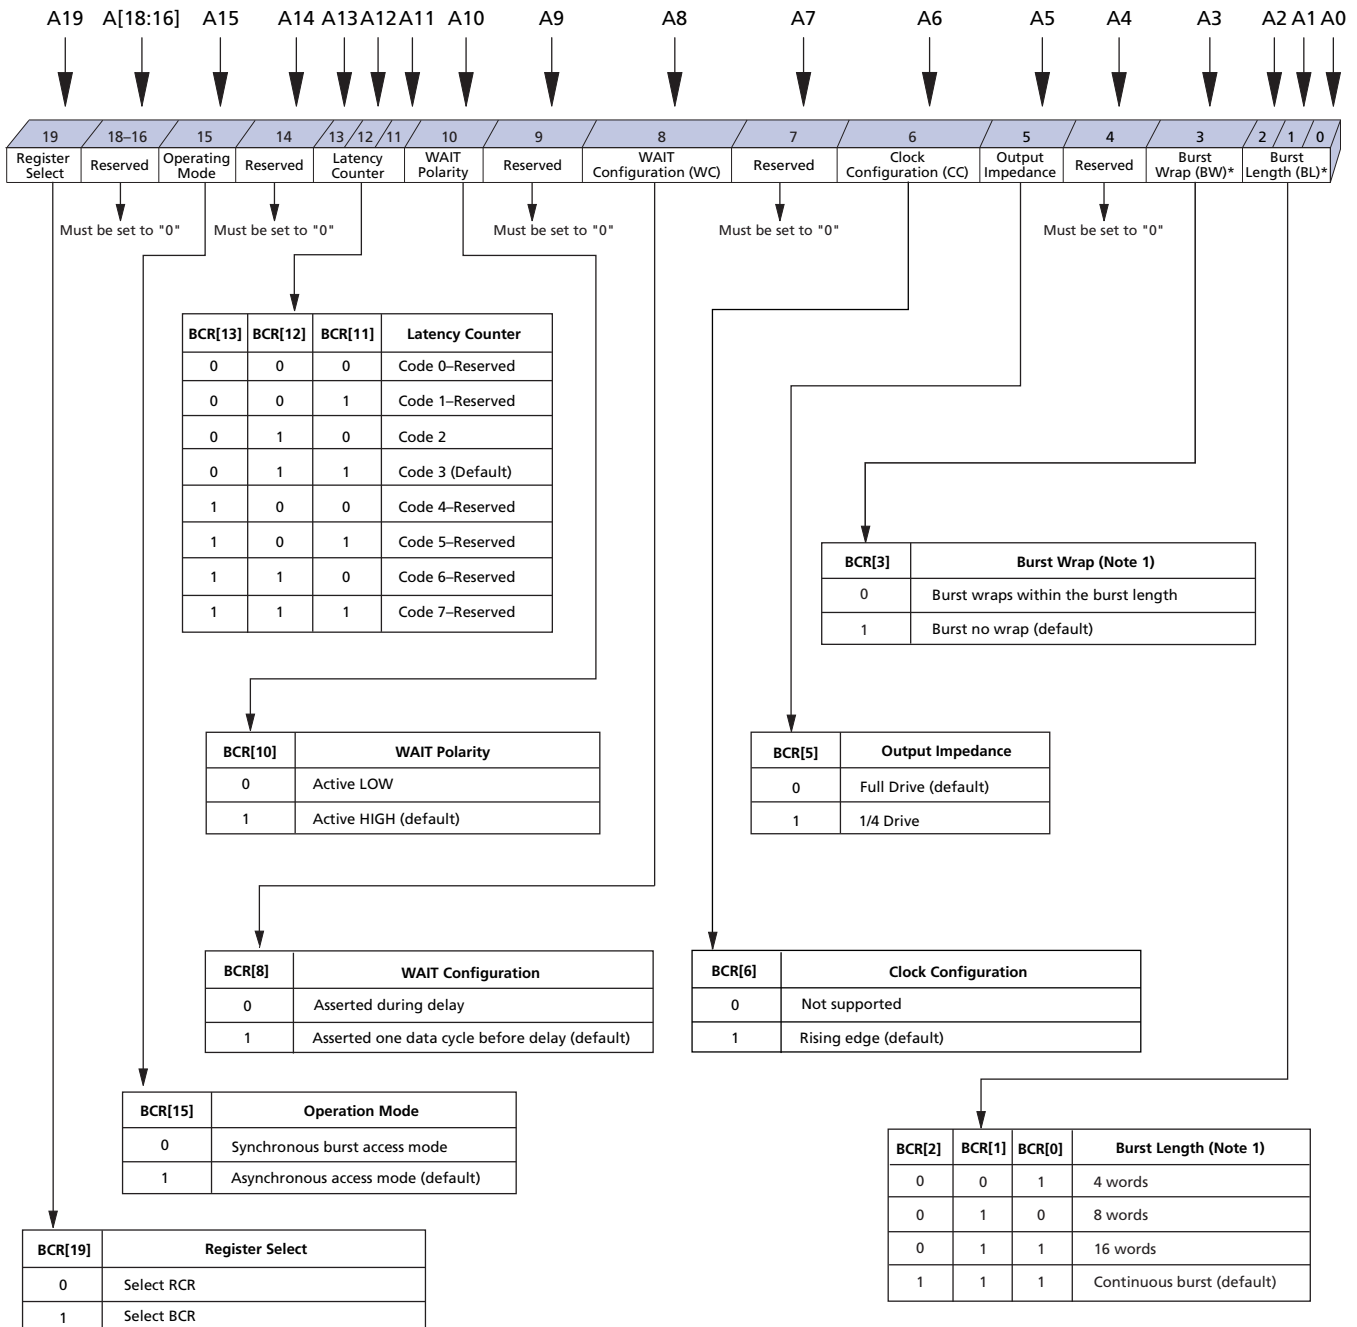 A19 A[18:16] A15 A14 A13 A12 A11 A10 A9 A8 A7 A6 A5 A4 A3 A2 A1 A0
19 18–16 15 14 13 12 11 10 9 8 7 6 5 4 3 2 1 0
Register Select
Reserved
Operating Mode
Reserved
Latency Counter
WAIT Polarity
Reserved
WAIT Configuration (WC)
Reserved
Clock Configuration (CC)
Output Impedance
Reserved
Burst Wrap (BW)*
Burst Length (BL)*
Must be set to "0" Must be set to "0" Must be set to "0" Must be set to "0" Must be set to "0"
BCR[13] BCR[12] BCR[11] Latency Counter
0 0 0 Code 0–Reserved
0 0 1 Code 1–Reserved
0 1 0 Code 2
0 1 1 Code 3 (Default)
1 0 0 Code 4–Reserved
1 0 1 Code 5–Reserved
1 1 0 Code 6–Reserved
1 1 1 Code 7–Reserved
BCR[3] Burst Wrap (Note 1)
0 Burst wraps within the burst length
1 Burst no wrap (default)
BCR[10] WAIT Polarity
0 Active LOW
1 Active HIGH (default)
BCR[5] Output Impedance
0 Full Drive (default)
1 1/4 Drive
BCR[8] WAIT Configuration
0 Asserted during delay
1 Asserted one data cycle before delay (default)
BCR[6] Clock Configuration
0 Not supported
1 Rising edge (default)
BCR[15] Operation Mode
0 Synchronous burst access mode
1 Asynchronous access mode (default)
BCR[2] BCR[1] BCR[0] Burst Length (Note 1)
0 0 1 4 words
0 1 0 8 words
0 1 1 16 words
1 1 1 Continuous burst (default)
BCR[19] Register Select
0 Select RCR
1 Select BCR